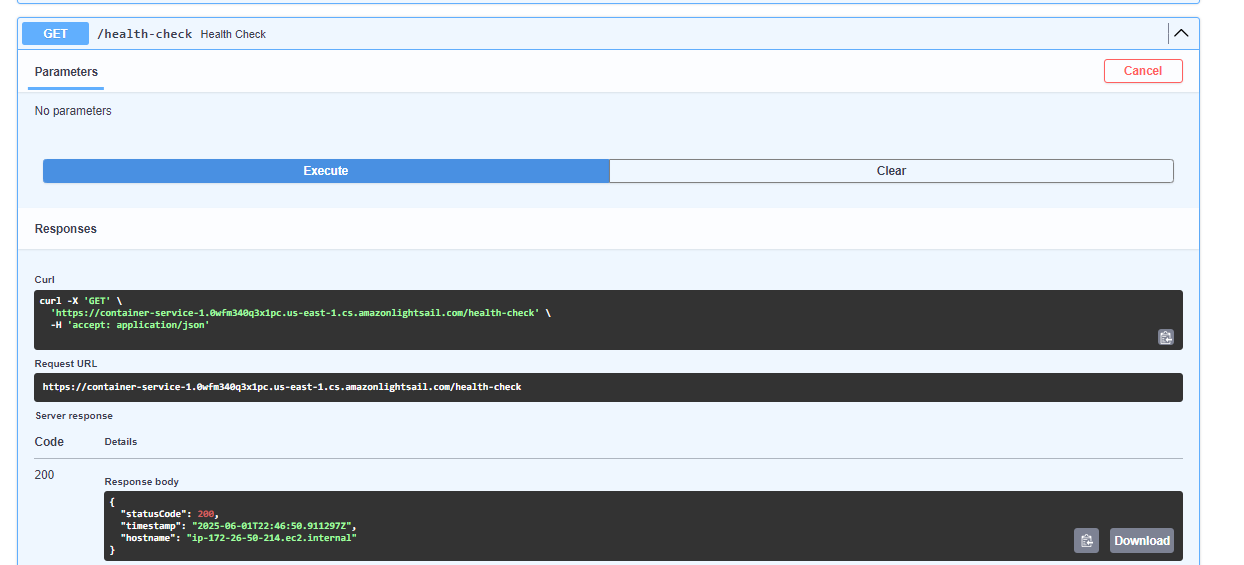 GET /health-check Health Check
Parameters
Cancel
No parameters
Execute
Clear
Responses
Curl
curl -X 'GET' \
  'https://container-service-1.0wfm340q3x1pc.us-east-1.cs.amazonlightsail.com/health-check' \
  -H 'accept: application/json'
Request URL
https://container-service-1.0wfm340q3x1pc.us-east-1.cs.amazonlightsail.com/health-check
Server response
Code Details
200
Response body
{
  "statusCode": 200,
  "timestamp": "2025-06-01T22:46:50.911297Z",
  "hostname": "ip-172-26-50-214.ec2.internal"
}
Download